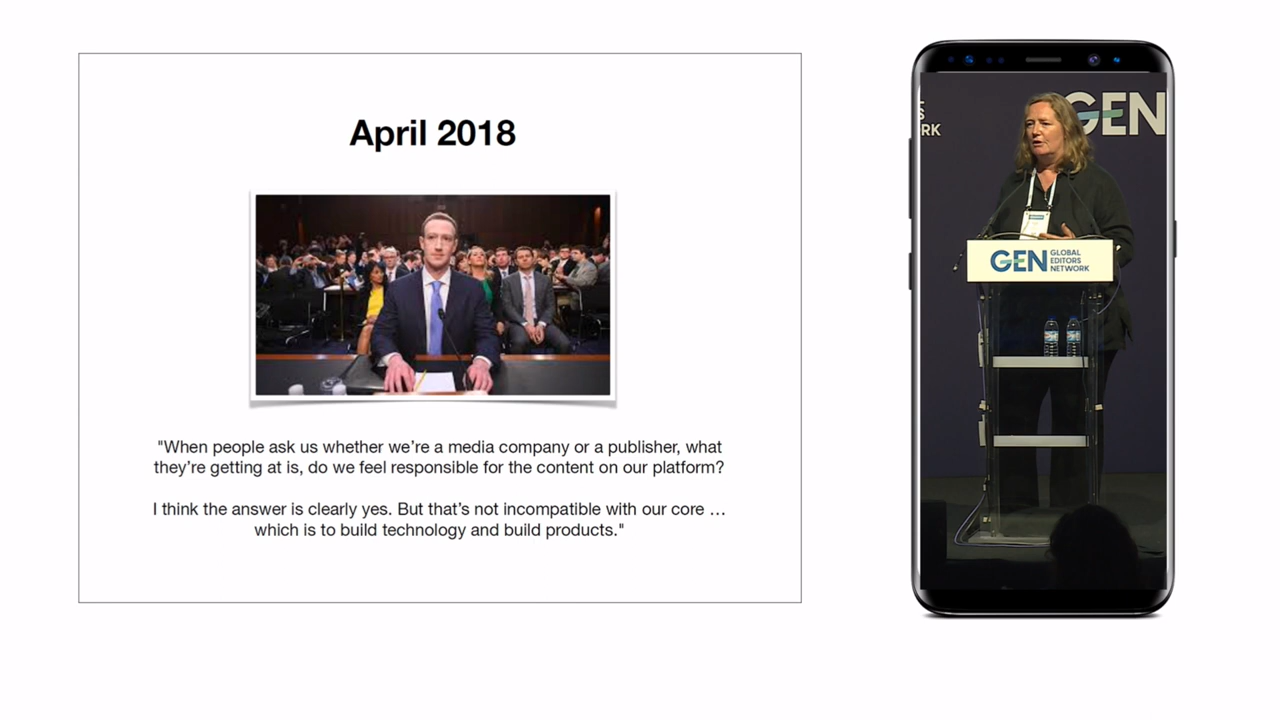 April 2018
"When people ask us whether we're a media company or a publisher, what
they're getting at is, do we feel responsible for the content on our platform?
I think the answer is clearly yes. But that's not incompatible with our core …
which is to build technology and build products."
RK
GEN
GEN GLOBAL
EDITORS
NETWORK